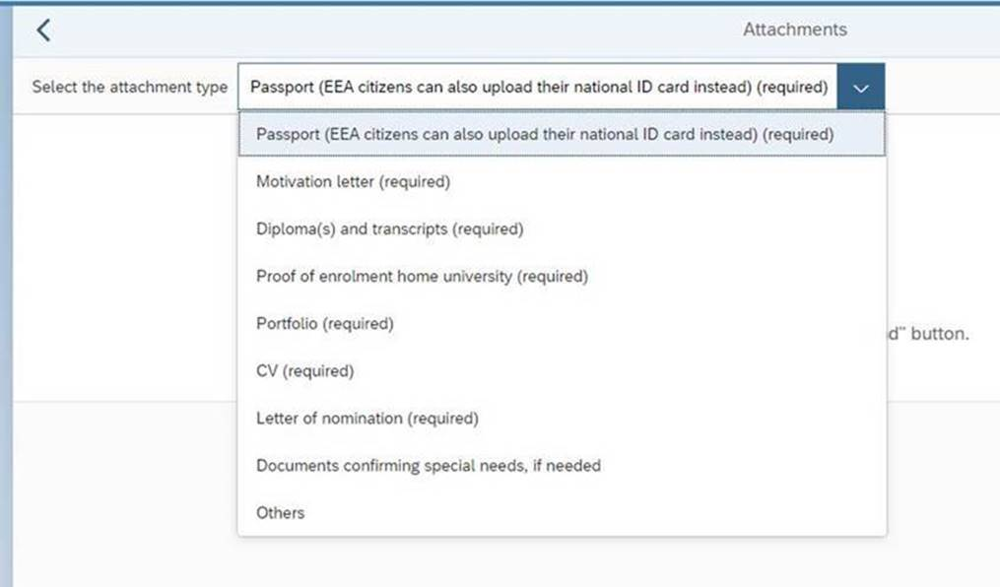 Attachments
Select the attachment type
Passport (EEA citizens can also upload their national ID card instead) (required)
Passport (EEA citizens can also upload their national ID card instead) (required)
Motivation letter (required)
Diploma(s) and transcripts (required)
Proof of enrolment home university (required)
Portfolio (required)
d" button.
CV (required)
Letter of nomination (required)
Documents confirming special needs, if needed
Others